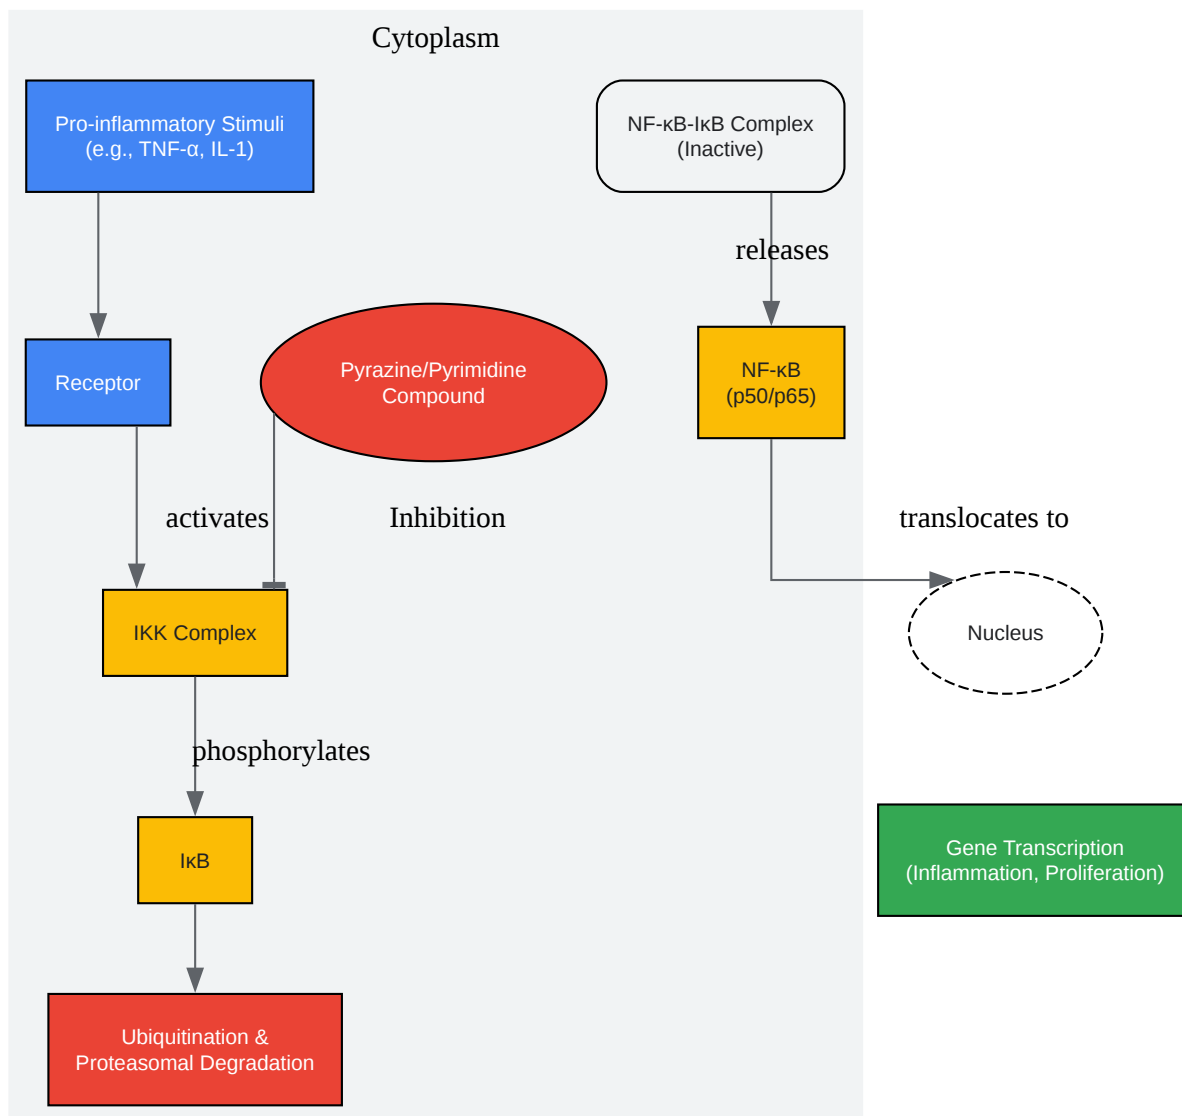 Cytoplasm
Pro-inflammatory Stimuli
(e.g., TNF-α, IL-1)
NF-κB-IκB Complex
(Inactive)
releases
Receptor
Pyrazine/Pyrimidine
Compound
NF-κB
(p50/p65)
activates
Inhibition
translocates to
IKK Complex
Nucleus
phosphorylates
IκB
Gene Transcription
(Inflammation, Proliferation)
Ubiquitination &
Proteasomal Degradation